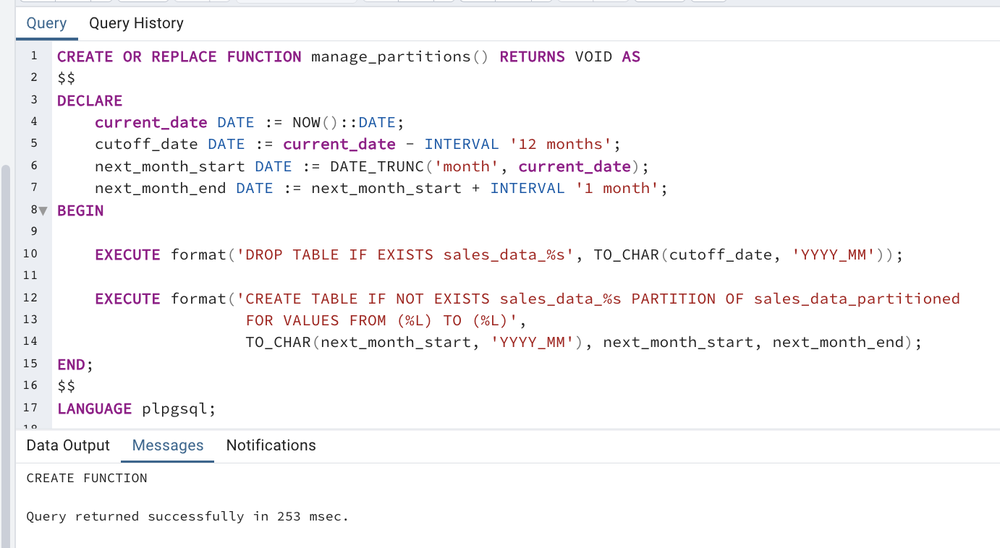 Query Query History
1 CREATE OR REPLACE FUNCTION manage_partitions() RETURNS VOID AS
2 $$
3 DECLARE
4 current_date DATE := NOW()::DATE;
5 cutoff_date DATE := current_date - INTERVAL '12 months';
6 next_month_start DATE := DATE_TRUNC('month', current_date);
7 next_month_end DATE := next_month_start + INTERVAL '1 month';
8 BEGIN
9
10 EXECUTE format('DROP TABLE IF EXISTS sales_data_%s', TO_CHAR(cutoff_date, 'YYYY_MM'));
11
12 EXECUTE format('CREATE TABLE IF NOT EXISTS sales_data_%s PARTITION OF sales_data_partitioned
13 FOR VALUES FROM (%L) TO (%L)',
14 TO_CHAR(next_month_start, 'YYYY_MM'), next_month_start, next_month_end);
15 END;
16 $$
17 LANGUAGE plpgsql;
18
Data Output Messages Notifications
CREATE FUNCTION
Query returned successfully in 253 msec.